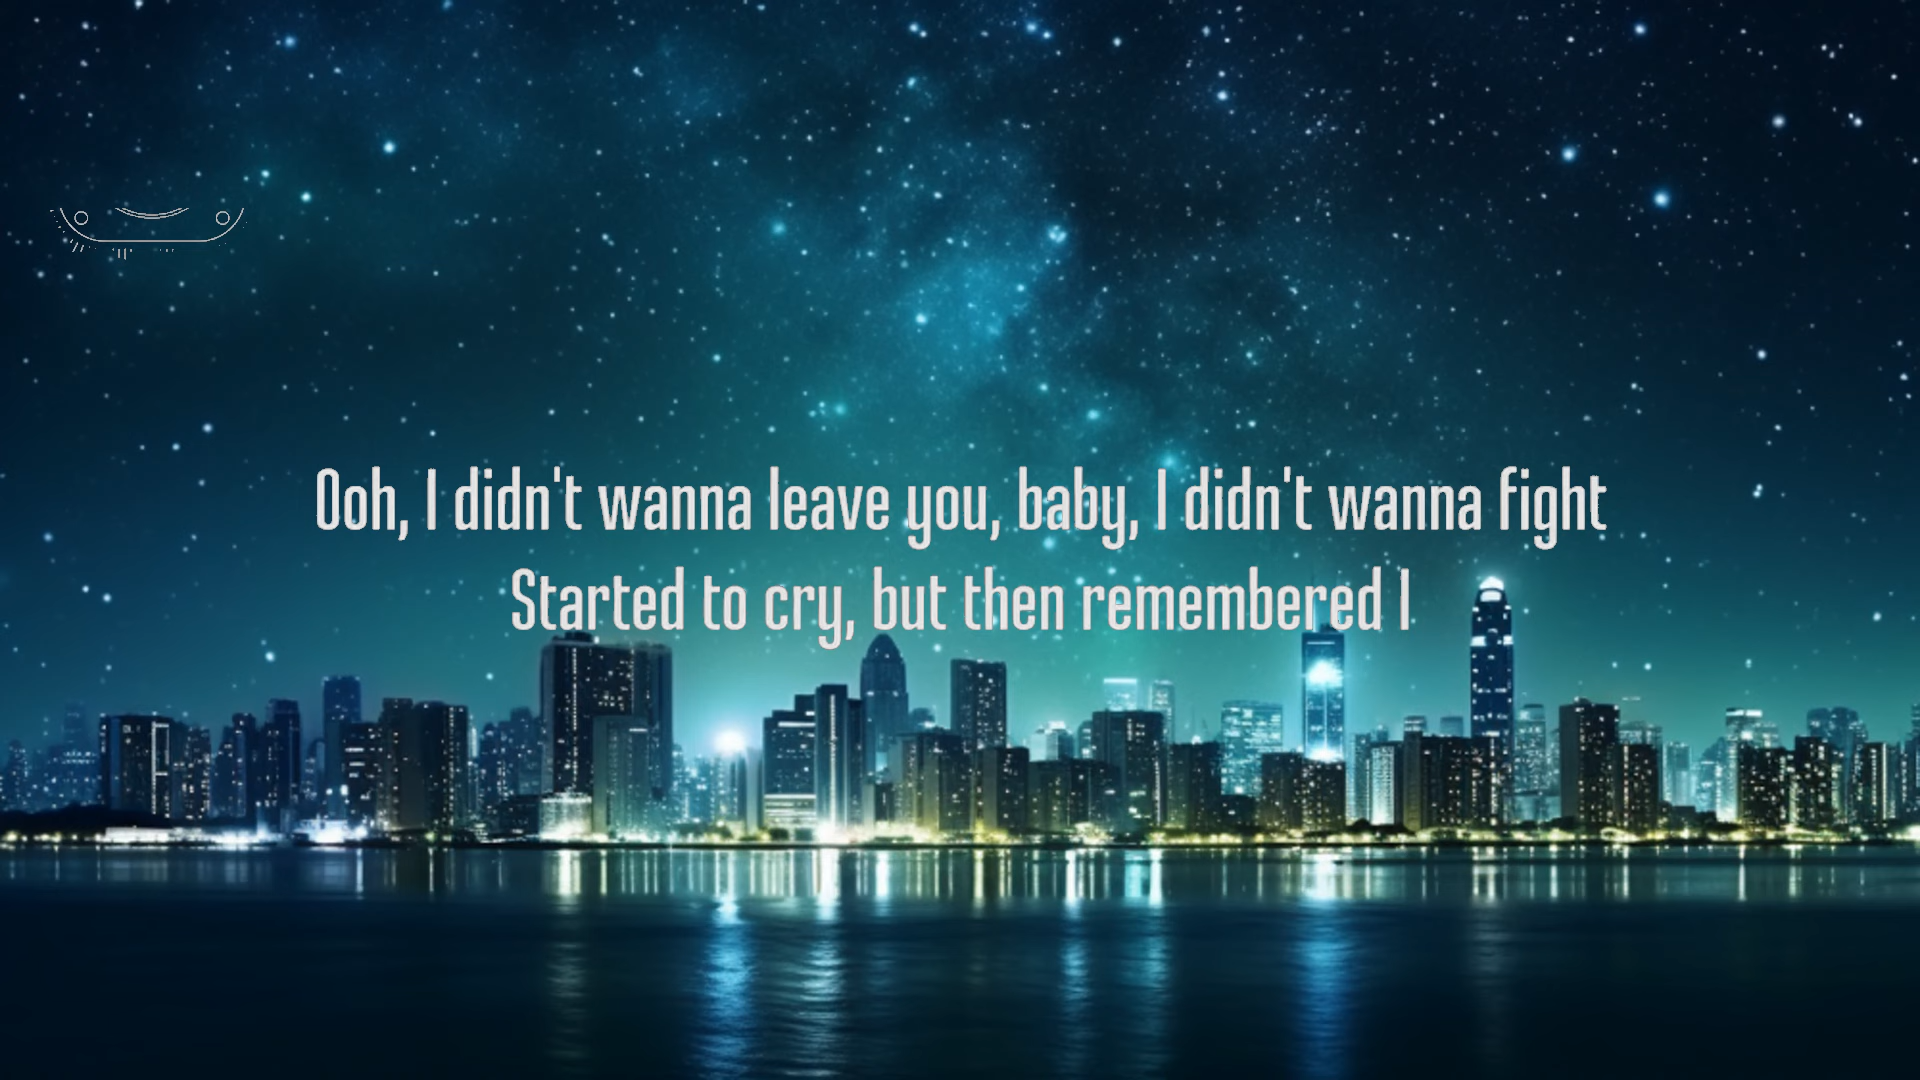 Ooh, I didn't wanna leave you, baby, I didn't wanna fight
Started to cry, but then remembered I